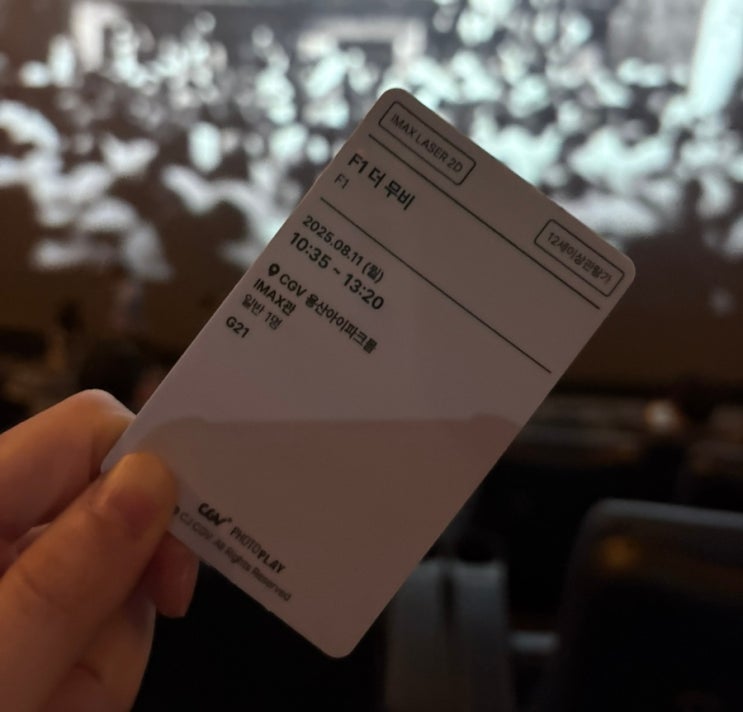 IMAX LASER 2D
12세이상관람가
F1 더 무비
F1
2025.08.11 (월)
10:35 ~ 13:20
CGV 용산아이파크몰
IMAX관
일반 1명
G21
CGV PHOTOPLAY
CJ CGV. All Rights Reserved